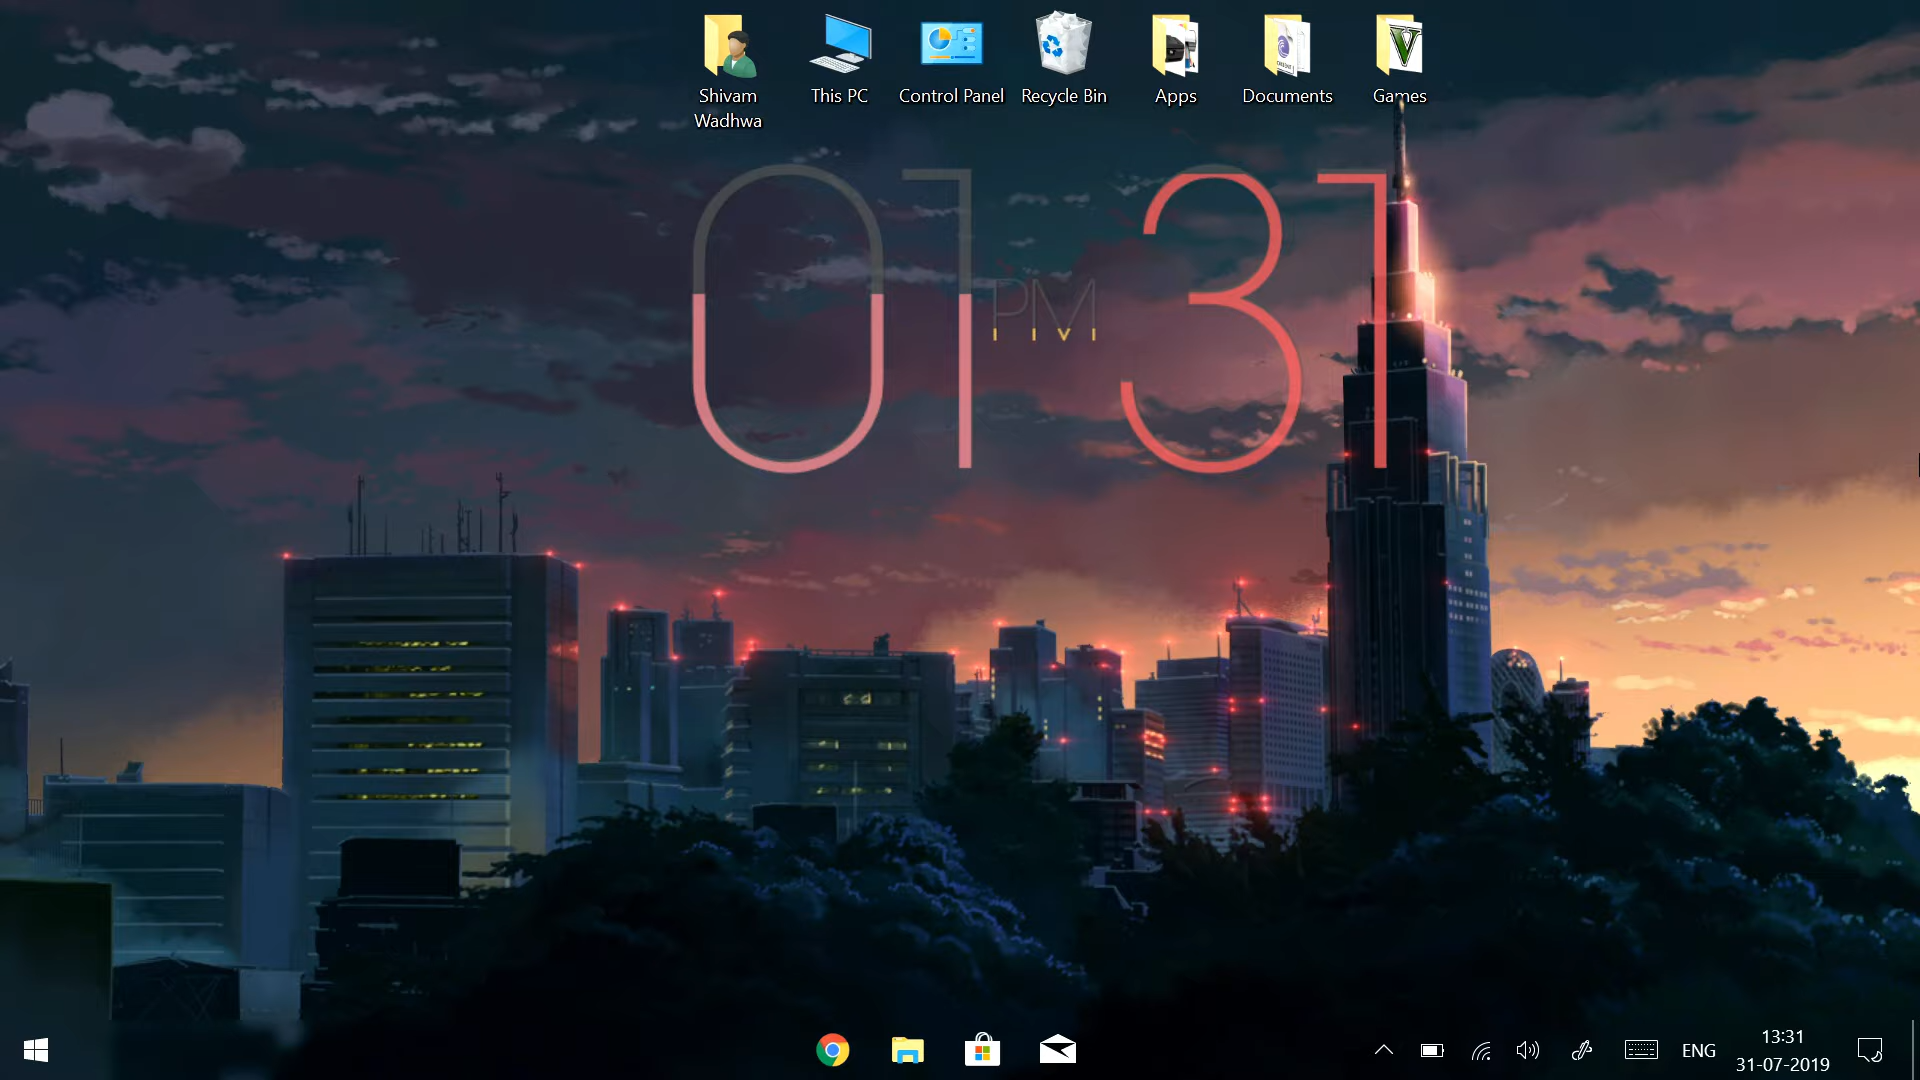 Shivam
Wadhwa
This PC
Control Panel
Recycle Bin
Apps
Documents
Games
01 PM 31
ENG
13:31
31-07-2019